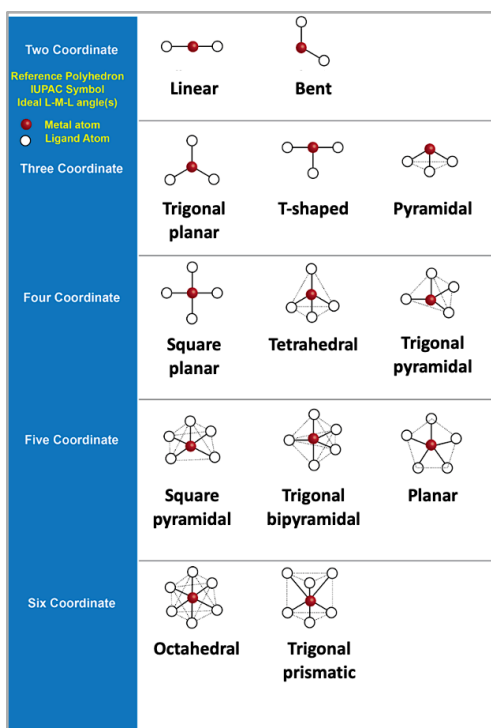 Two Coordinate
Reference Polyhedron
IUPAC Symbol
Ideal L-M-L angle(s)
Metal atom
Ligand Atom
Linear
Bent
Three Coordinate
Trigonal
planar
T-shaped
Pyramidal
Four Coordinate
Square
planar
Tetrahedral
Trigonal
pyramidal
Five Coordinate
Square
pyramidal
Trigonal
bipyramidal
Planar
Six Coordinate
Octahedral
Trigonal
prismatic